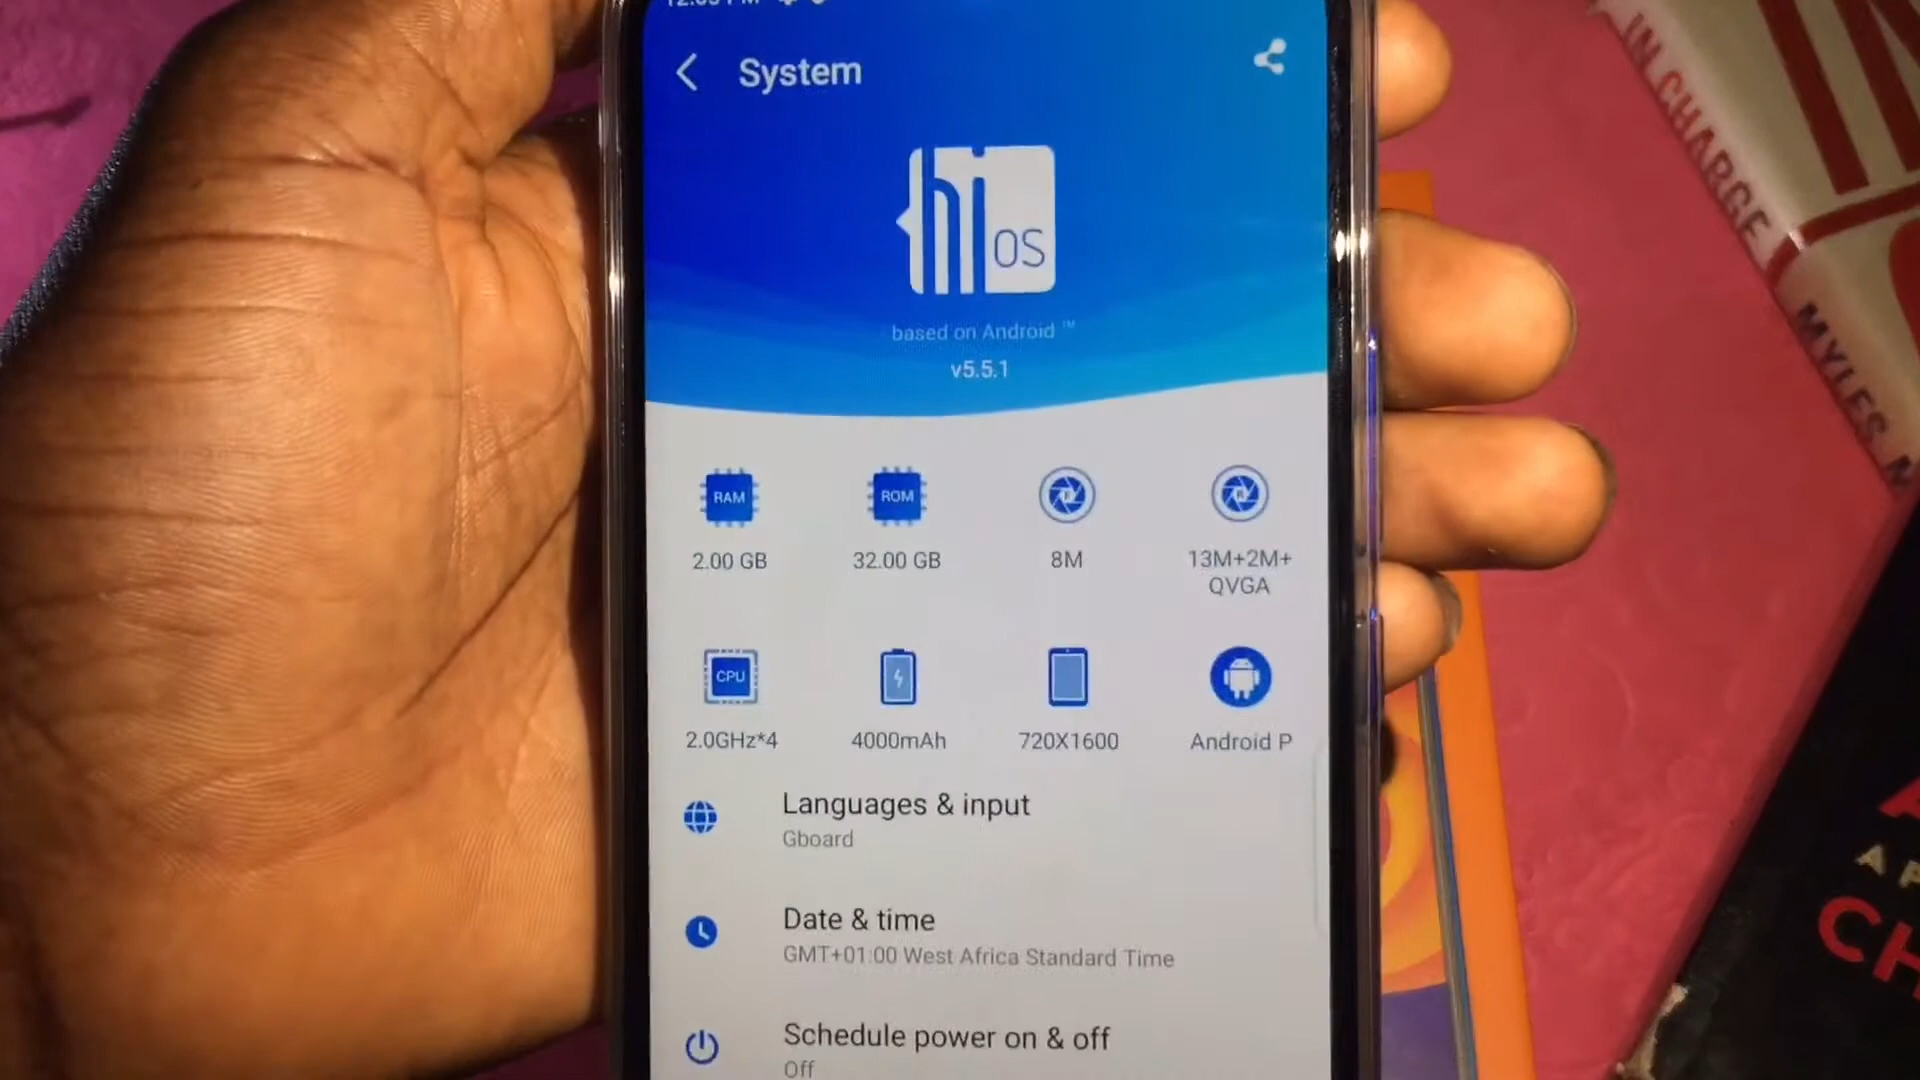 System
hi
OS
based on Android ™
v5.5.1
RAM
ROM
2.00 GB
32.00 GB
8M
13M+2M+
QVGA
CPU
2.0GHz*4
4000mAh
720X1600
Android P
Languages & input
Gboard
Date & time
GMT+01:00 West Africa Standard Time
Schedule power on & off
Off
IN CHARGE
MYLES
A
CH